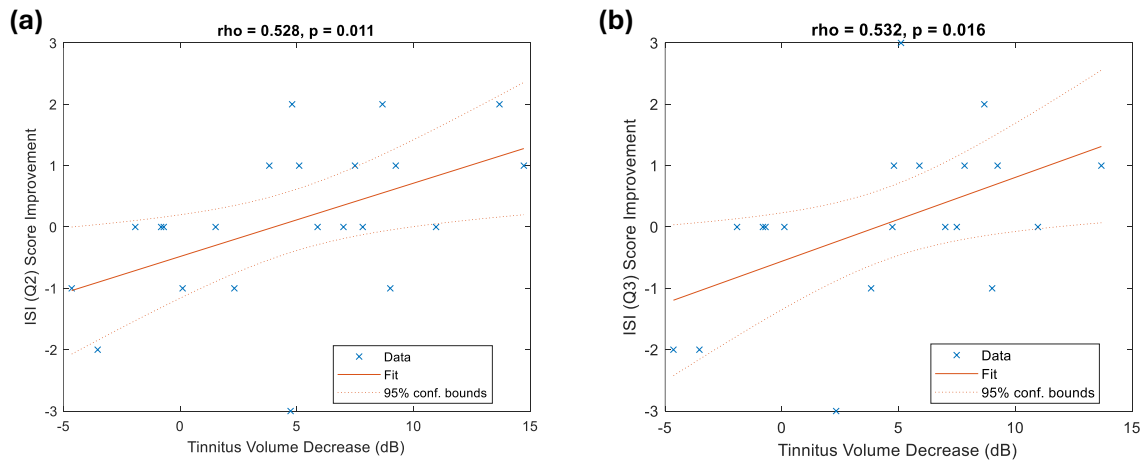 (a)
rho = 0.528, p = 0.011
3
2
1
0
-1
-2
-3
ISI (Q2) Score Improvement
-5
0
5
10
15
Tinnitus Volume Decrease (dB)
Data
Fit
95% conf. bounds
(b)
rho = 0.532, p = 0.016
3
2
1
0
-1
-2
-3
ISI (Q3) Score Improvement
-5
0
5
10
15
Tinnitus Volume Decrease (dB)
Data
Fit
95% conf. bounds